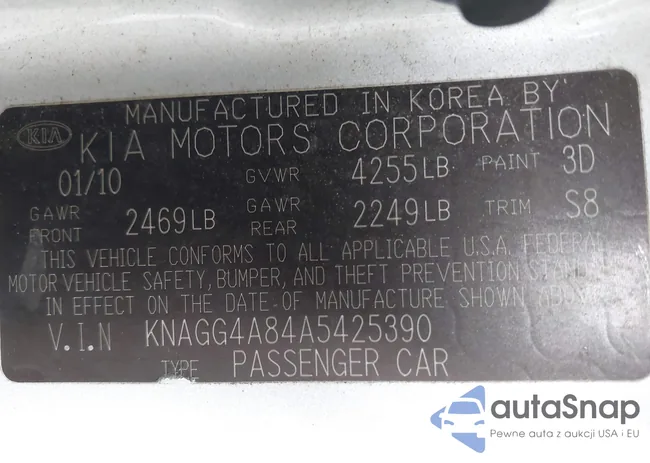 MANUFACTURED IN KOREA BY
KIA KIA MOTORS CORPORATION
01/10 GVWR 4255LB PAINT 3D
GAWR FRONT 2469LB GAWR REAR 2249LB TRIM S8
THIS VEHICLE CONFORMS TO ALL APPLICABLE U.S.A. FEDERAL
MOTOR VEHICLE SAFETY, BUMPER, AND THEFT PREVENTION
IN EFFECT ON THE DATE OF MANUFACTURE SHOWN ABOVE
V.I.N KNAGG4A84A5425390
TYPE PASSENGER CAR
autaSnap
Pewne auta z aukcji USA i EU